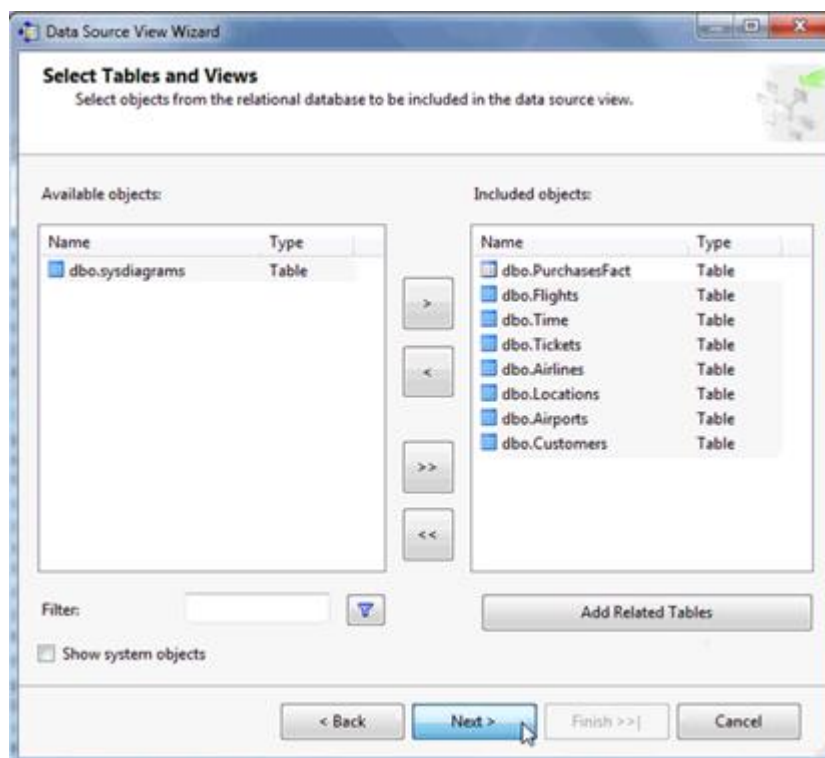 Data Source View Wizard
Select Tables and Views
Select objects from the relational database to be included in the data source view.
Available objects:
Name Type
dbo.sysdiagrams Table
>
<
>>
<<
Included objects:
Name Type
dbo.PurchasesFact Table
dbo.Flights Table
dbo.Time Table
dbo.Tickets Table
dbo.Airlines Table
dbo.Locations Table
dbo.Airports Table
dbo.Customers Table
Filter:
Add Related Tables
Show system objects
< Back Next > Finish >>| Cancel